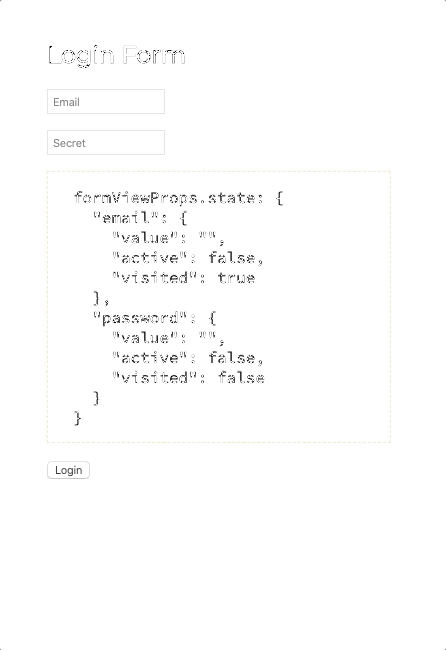 Login Form
Email
Secret
formViewProps.state: {
  "email": {
    "value": "",
    "active": false,
    "visited": true
  },
  "password": {
    "value": "",
    "active": false,
    "visited": false
  }
}
Login